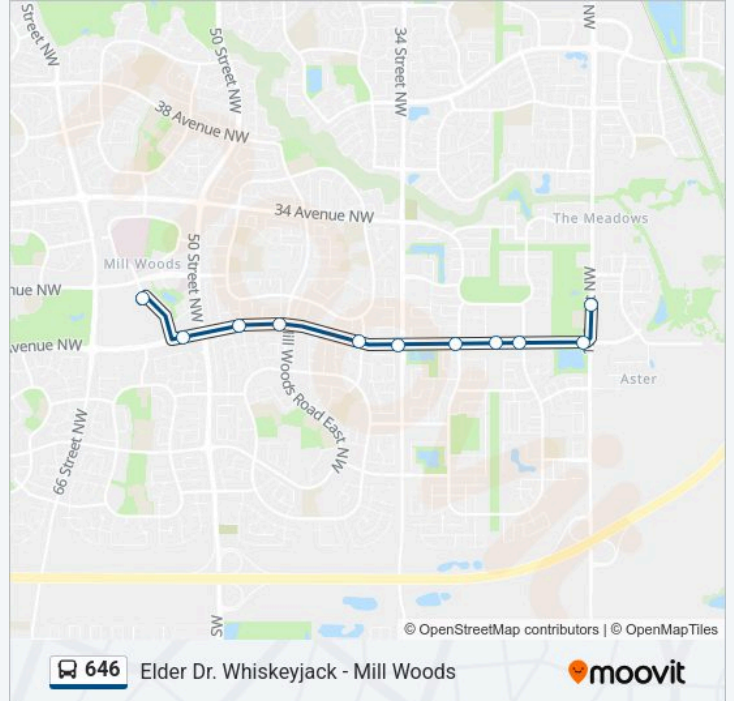 Street NW
50 Street NW
34 Street NW
NW
38 Avenue NW
34 Avenue NW
The Meadows
50 Street NW
Mill Woods
NW
nue NW
venue NW
Mill Woods Road East NW
Aster
66 Street NW
SW
© OpenStreetMap contributors | © OpenMapTiles
646 Elder Dr. Whiskeyjack - Mill Woods
moovit